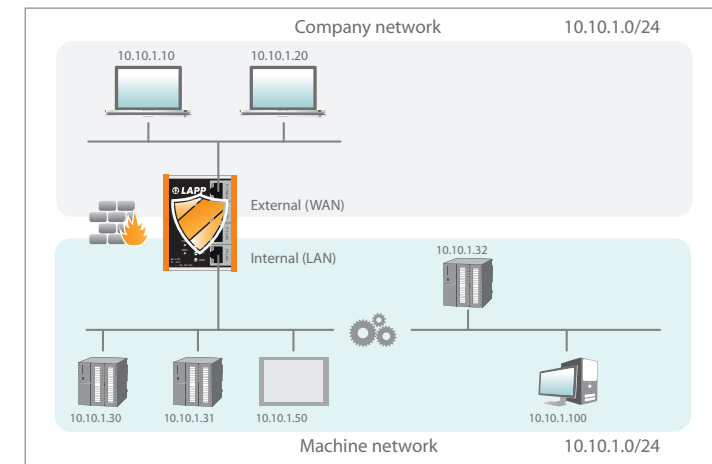 Company network 10.10.1.0/24
10.10.1.10 10.10.1.20
LAPP
External (WAN)
Internal (LAN)
10.10.1.32
10.10.1.30 10.10.1.31 10.10.1.50 10.10.1.100
Machine network 10.10.1.0/24